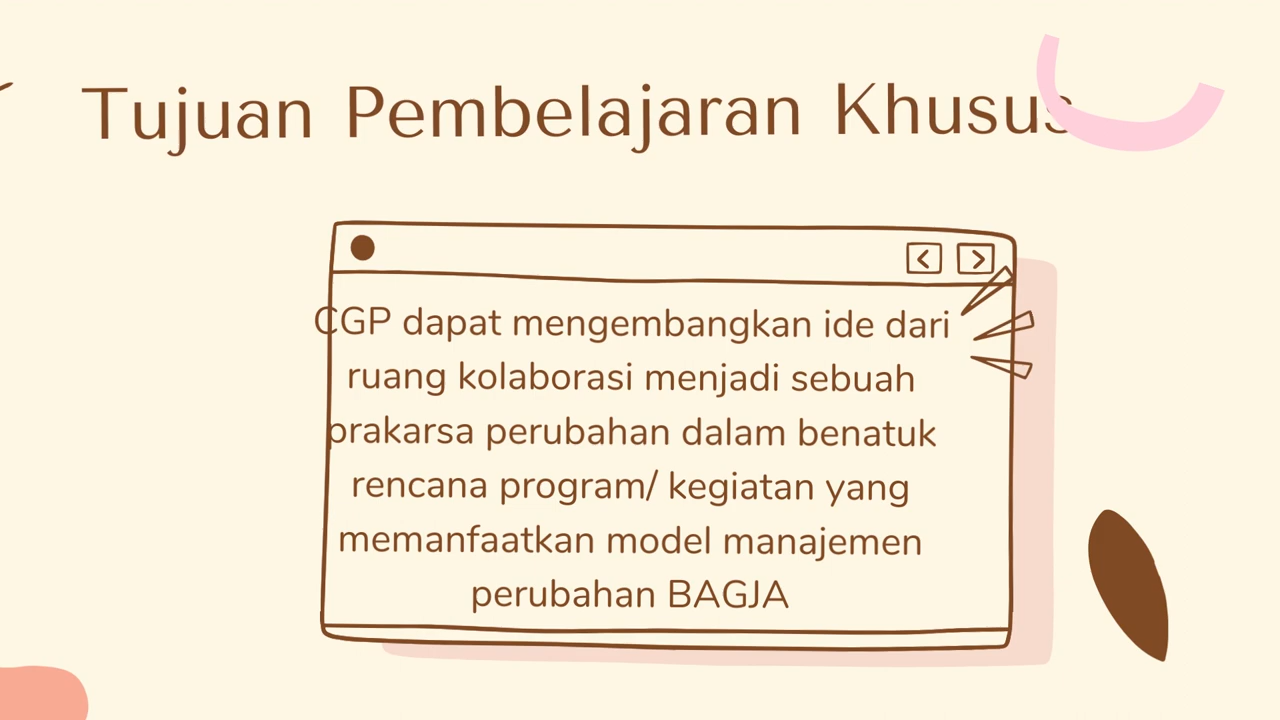 Tujuan Pembelajaran Khusus
CGP dapat mengembangkan ide dari
ruang kolaborasi menjadi sebuah
prakarsa perubahan dalam benatuk
rencana program/ kegiatan yang
memanfaatkan model manajemen
perubahan BAGJA